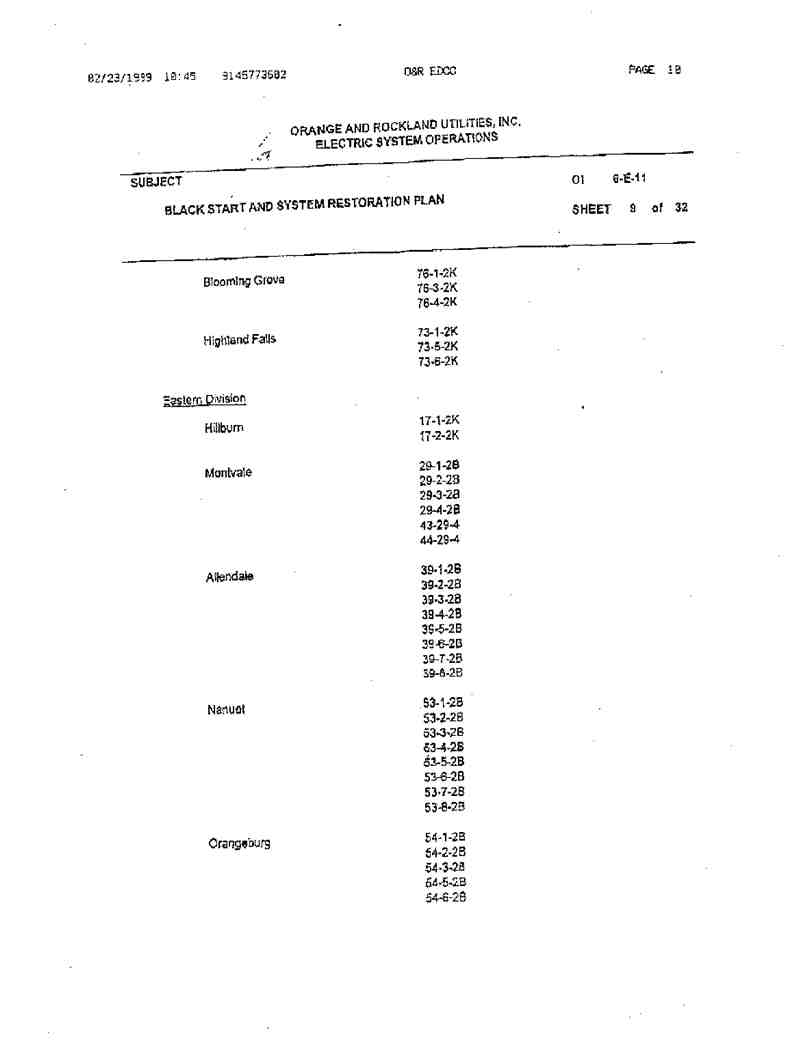 02/23/1999 10:45 9145773682 O&R EDCC PAGE 10
ORANGE AND ROCKLAND UTILITIES, INC.
ELECTRIC SYSTEM OPERATIONS
SUBJECT OI 6-E-11
BLACK START AND SYSTEM RESTORATION PLAN SHEET 9 of 32
Blooming Grove 76-1-2K
76-3-2K
76-4-2K
Highland Falls 73-1-2K
73-5-2K
73-6-2K
Eastern Division
Hillburn 17-1-2K
17-2-2K
Montvale 29-1-2B
29-2-2B
29-3-2B
29-4-2B
43-29-4
44-29-4
Allendale 39-1-2B
39-2-2B
39-3-2B
39-4-2B
39-5-2B
39-6-2B
39-7-2B
39-8-2B
Nanuet 53-1-2B
53-2-2B
53-3-2B
53-4-2B
53-5-2B
53-6-2B
53-7-2B
53-8-2B
Orangeburg 54-1-2B
54-2-2B
54-3-2B
54-5-2B
54-6-2B